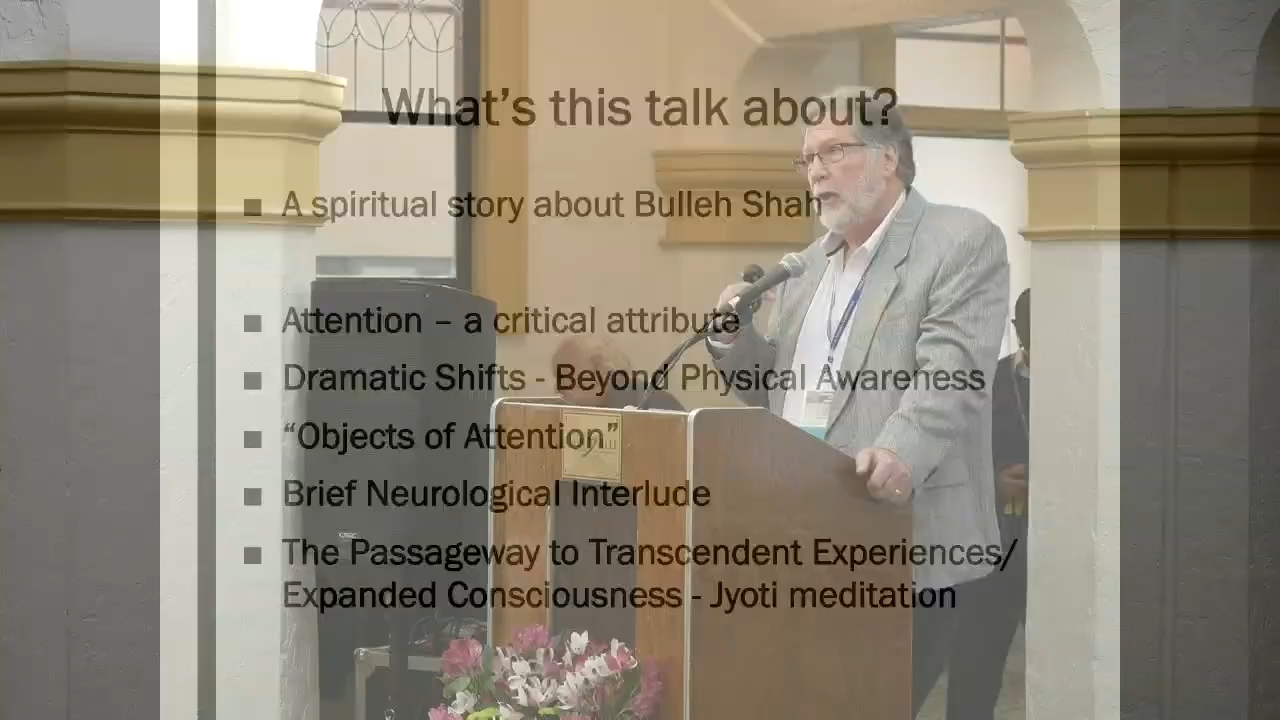 What's this talk about?
■ A spiritual story about Bulleh Shah
■ Attention – a critical attribute
■ Dramatic Shifts - Beyond Physical Awareness
■ “Objects of Attention”
■ Brief Neurological Interlude
■ The Passageway to Transcendent Experiences/
Expanded Consciousness - Jyoti meditation